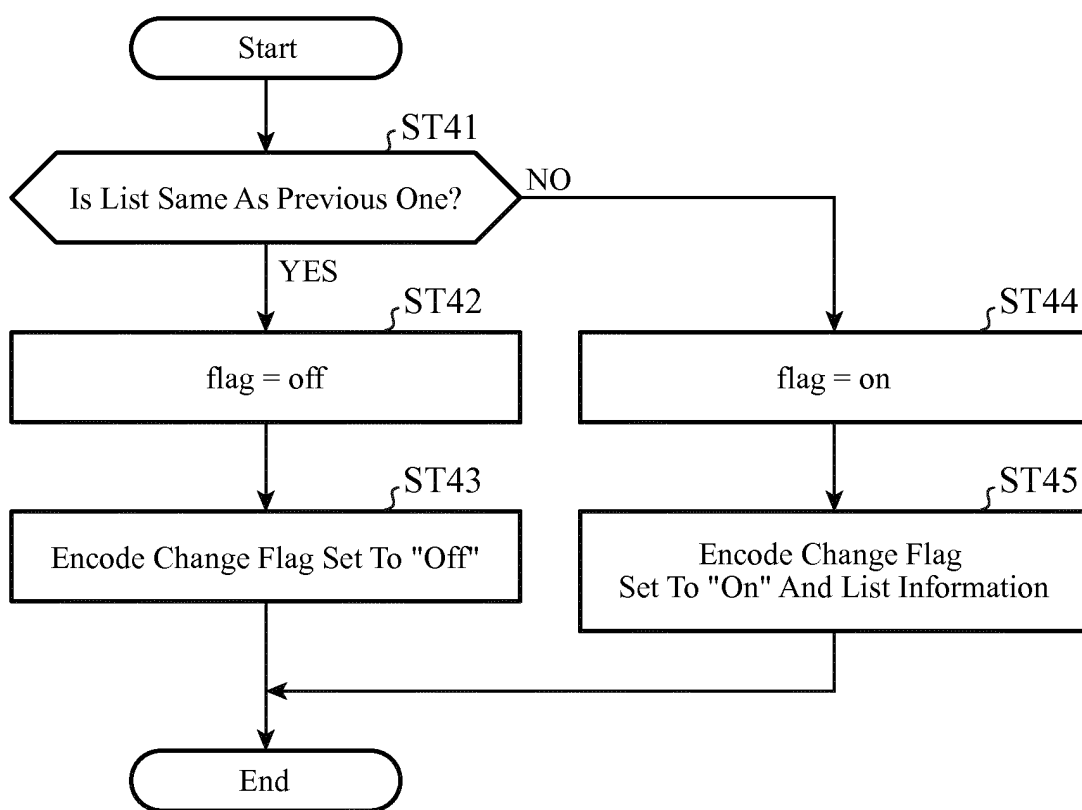 Start
ST41
Is List Same As Previous One?
NO
YES
ST42
flag = off
ST44
flag = on
ST43
Encode Change Flag Set To "Off"
ST45
Encode Change Flag
Set To "On" And List Information
End